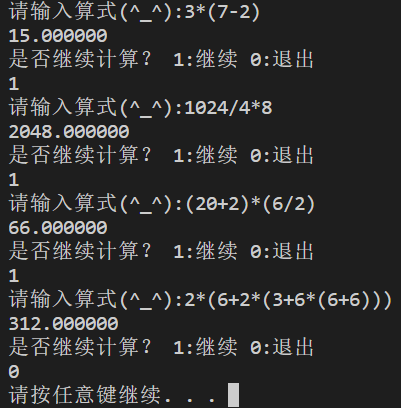 请输入算式(^_^):3*(7-2)
15.000000
是否继续计算? 1:继续 0:退出
1
请输入算式(^_^):1024/4*8
2048.000000
是否继续计算? 1:继续 0:退出
1
请输入算式(^_^):(20+2)*(6/2)
66.000000
是否继续计算? 1:继续 0:退出
1
请输入算式(^_^):2*(6+2*(3+6*(6+6)))
312.000000
是否继续计算? 1:继续 0:退出
0
请按任意键继续. . .